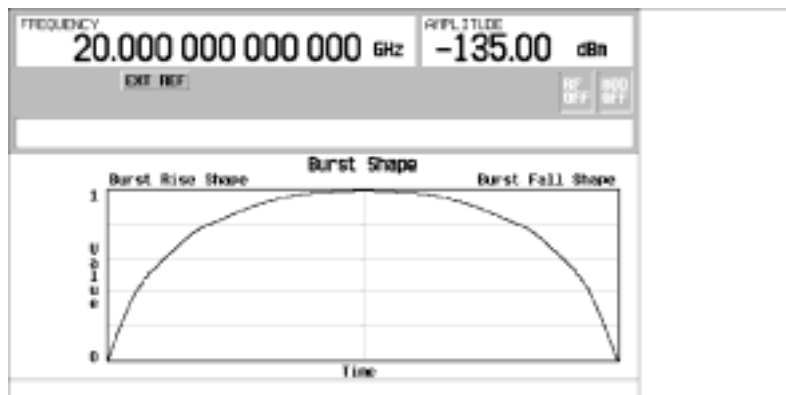 FREQUENCY
20.000 000 000 000 GHz
AMPLITUDE
-135.00 dBm
EXT REF
RF OFF
MOD OFF
Burst Shape
Burst Rise Shape
Burst Fall Shape
1
Value
0
Time